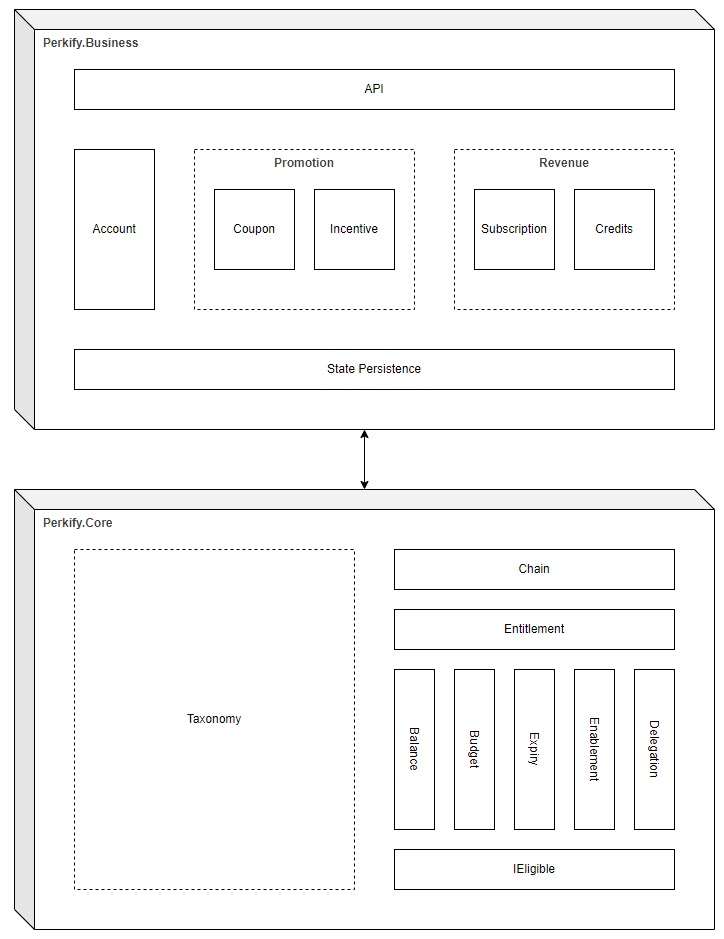 Perkify.Business
API
Account
Promotion
Coupon
Incentive
Revenue
Subscription
Credits
State Persistence
Perkify.Core
Taxonomy
Chain
Entitlement
Balance
Budget
Expiry
Enablement
Delegation
IEligible